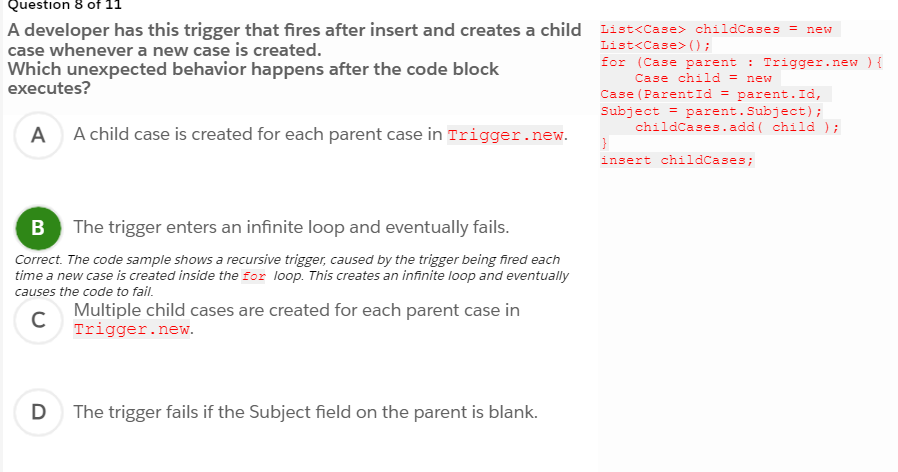 Question 8 of 11
A developer has this trigger that fires after insert and creates a child
case whenever a new case is created.
Which unexpected behavior happens after the code block
executes?
A A child case is created for each parent case in Trigger.new.
B The trigger enters an infinite loop and eventually fails.
Correct. The code sample shows a recursive trigger, caused by the trigger being fired each
time a new case is created inside the for loop. This creates an infinite loop and eventually
causes the code to fail.
C Multiple child cases are created for each parent case in
Trigger.new.
D The trigger fails if the Subject field on the parent is blank.
List<Case> childCases = new
List<Case>();
for (Case parent : Trigger.new ){
Case child = new
Case(ParentId = parent.Id,
Subject = parent.Subject);
childCases.add( child );
}
insert childCases;